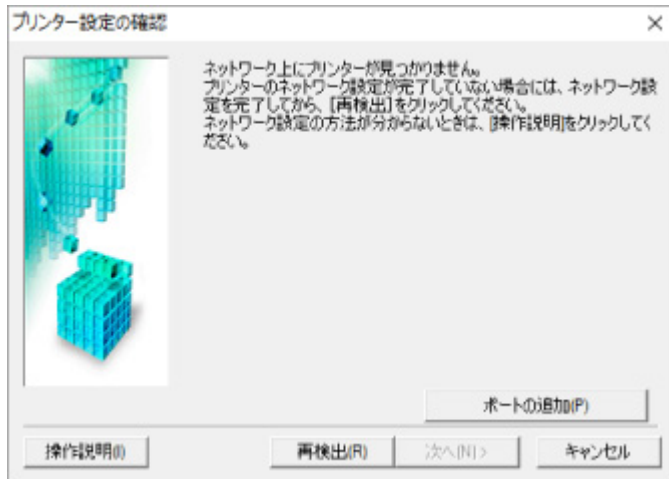 プリンター設定の確認
ネットワーク上にプリンターが見つかりません。
プリンターのネットワーク設定が完了していない場合には、ネットワーク設
定を完了してから、[再検出]をクリックしてください。
ネットワーク設定の方法が分からないときは、[操作説明]をクリックしてく
ださい。
ポートの追加(P)
操作説明(I)
再検出(R)
次へ(N) >
キャンセル